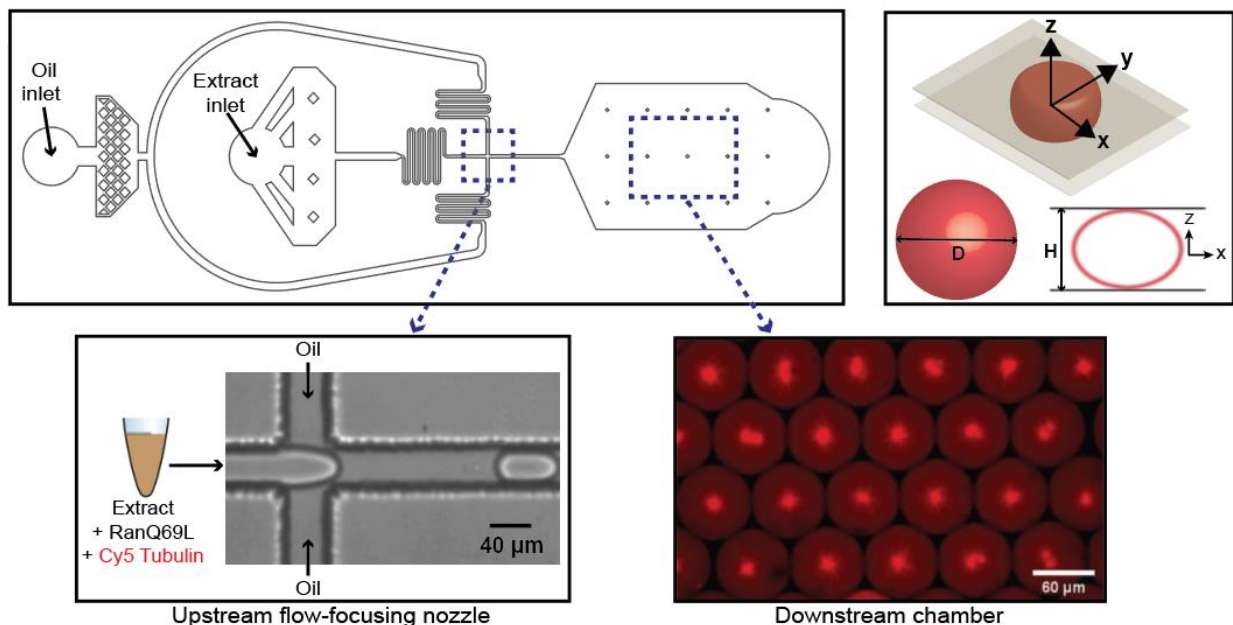 Oil
inlet
Extract
inlet
z
y
x
D
H
z
x
Oil
Extract
+ RanQ69L
+ Cy5 Tubulin
40 μm
Oil
60 μm
Upstream flow-focusing nozzle
Downstream chamber